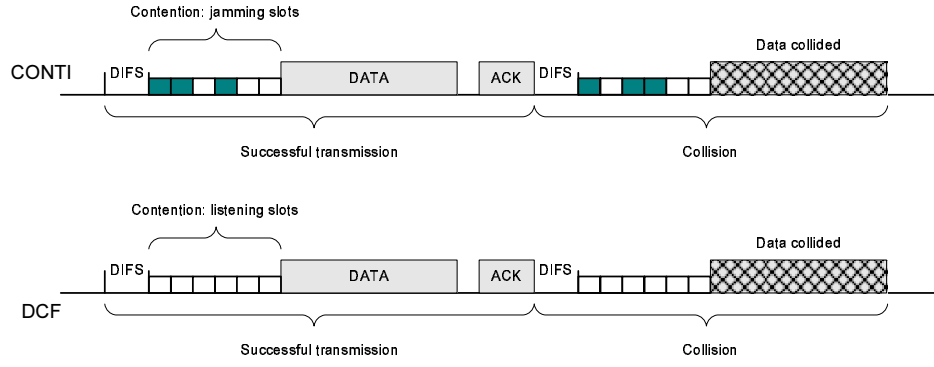 Contention: jamming slots
Data collided
CONTI
DIFS
DATA
ACK
DIFS
Successful transmission
Collision
Contention: listening slots
Data collided
DIFS
DATA
ACK
DIFS
DCF
Successful transmission
Collision